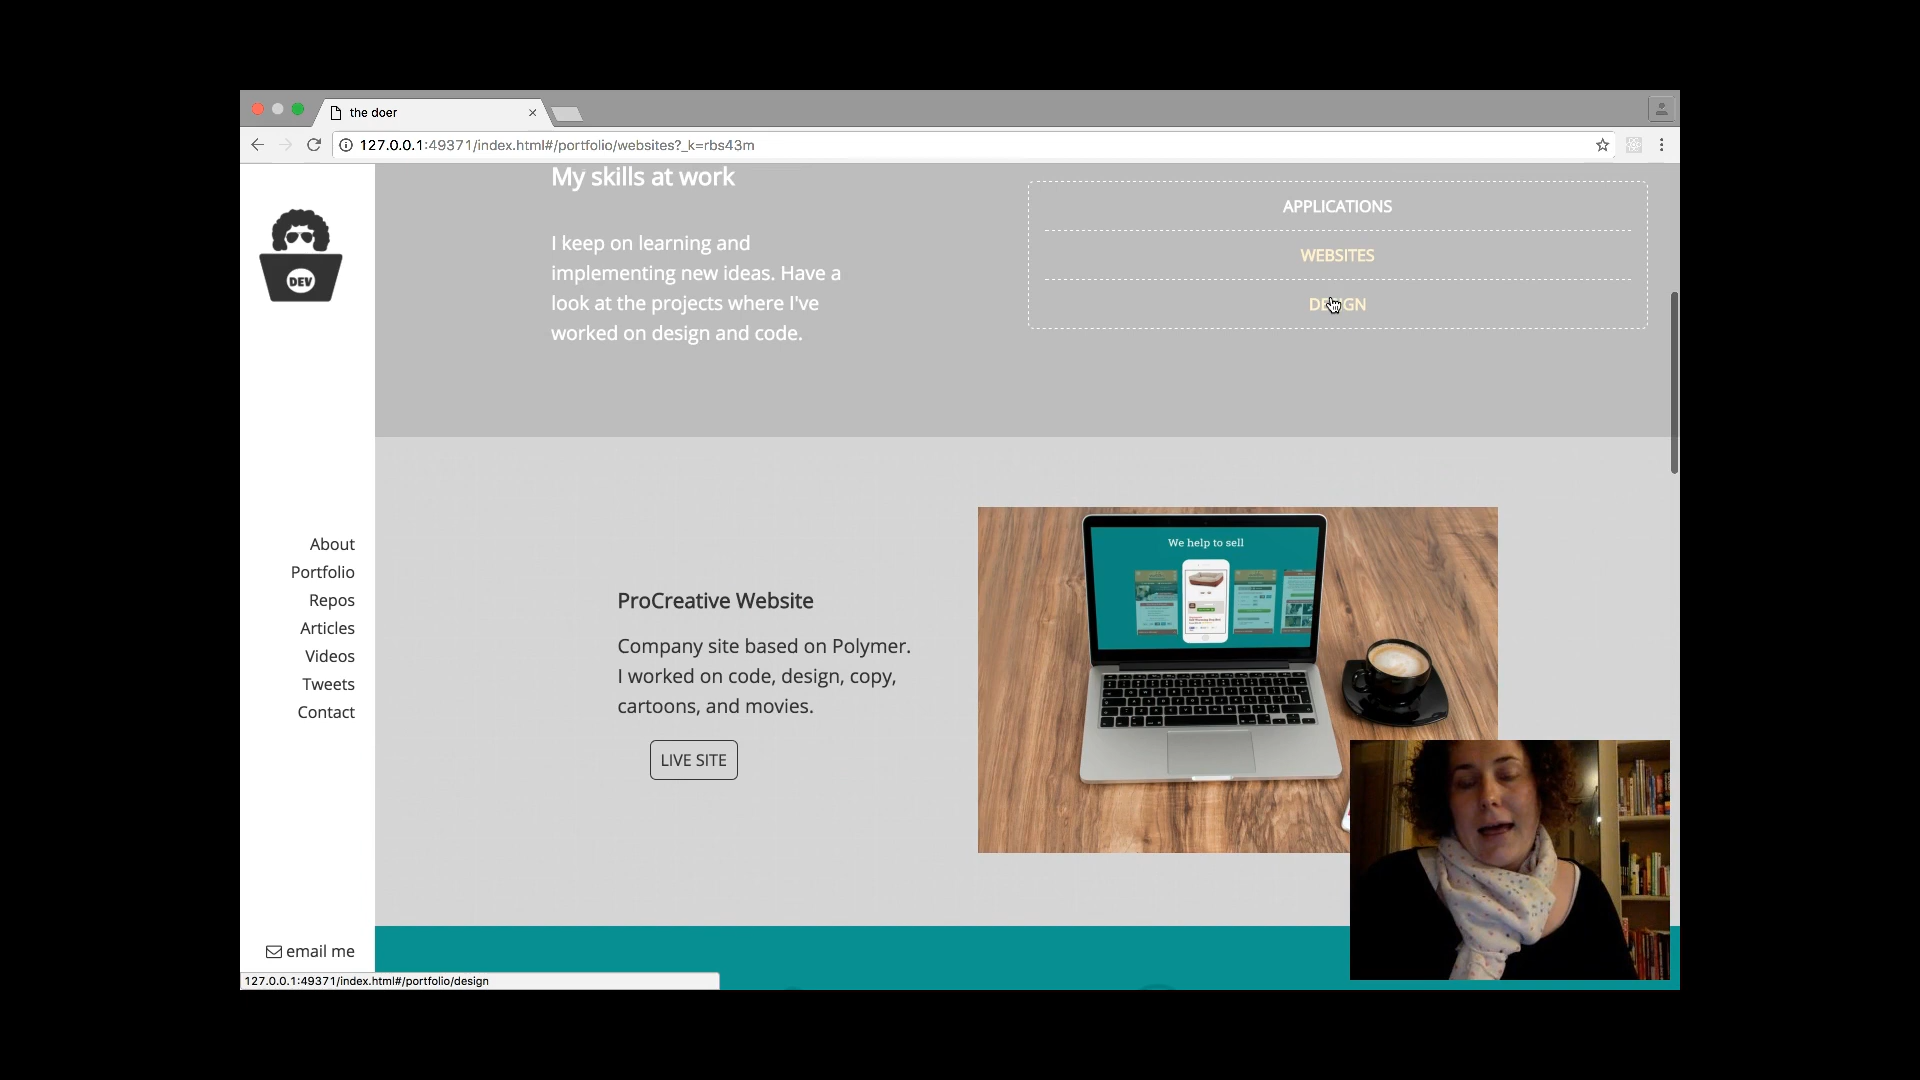 the doer
127.0.0.1:49371/index.html#/portfolio/websites?_k=rbs43m
My skills at work
I keep on learning and
implementing new ideas. Have a
look at the projects where I've
worked on design and code.
APPLICATIONS
WEBSITES
DESIGN
DEV
About
Portfolio
Repos
Articles
Videos
Tweets
Contact
email me
ProCreative Website
Company site based on Polymer.
I worked on code, design, copy,
cartoons, and movies.
LIVE SITE
We help to sell
127.0.0.1:49371/index.html#/portfolio/design